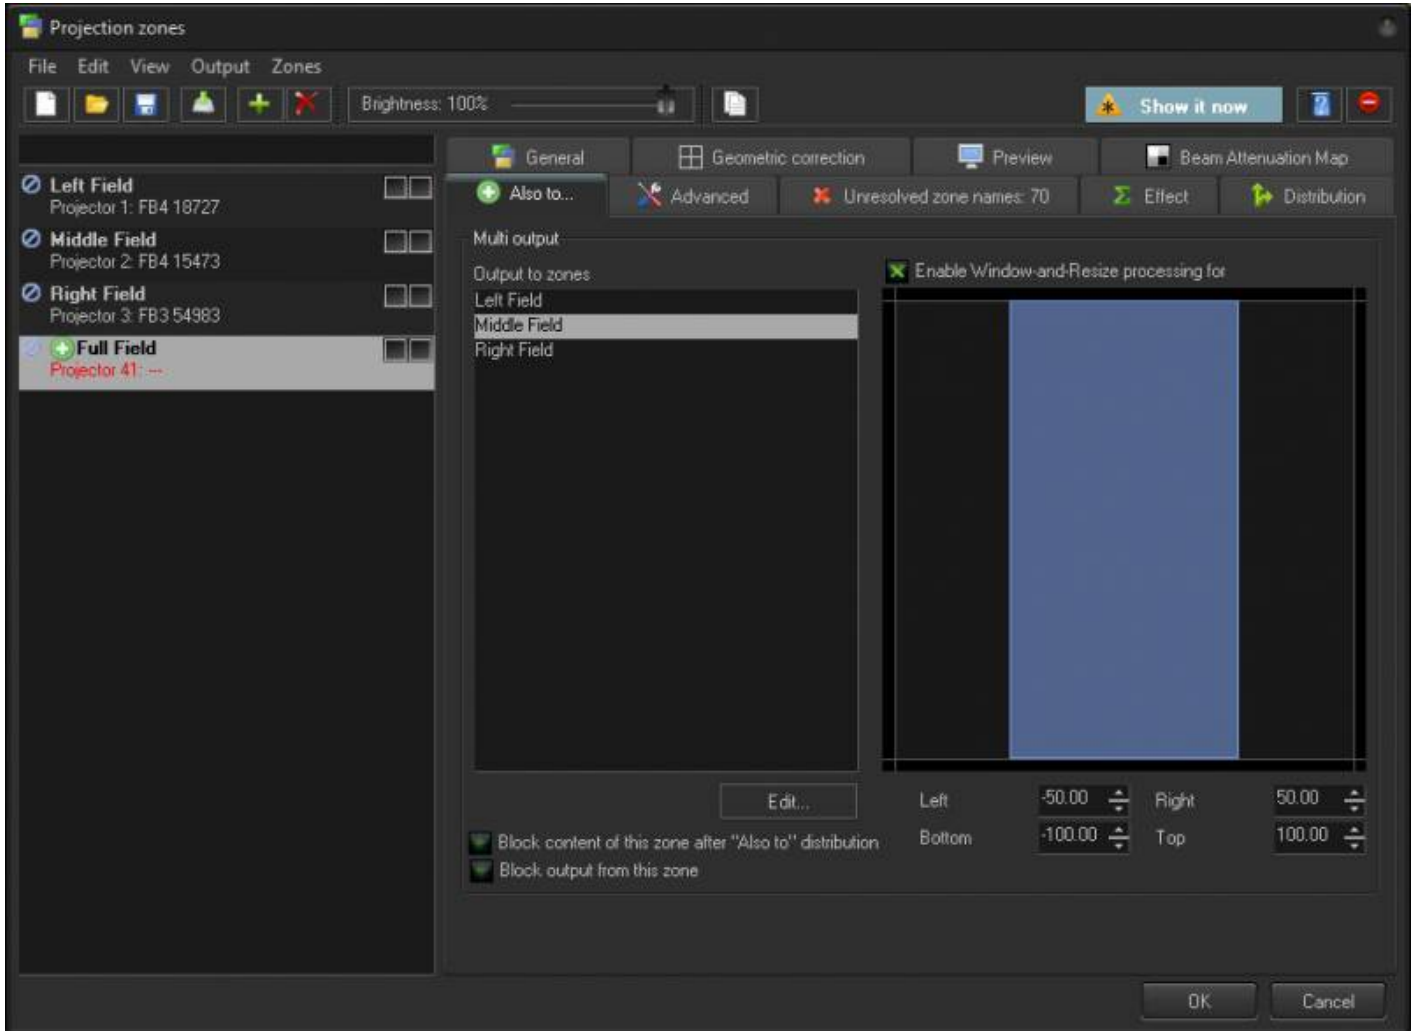 Projection zones
File Edit View Output Zones
Brightness: 100% Show it now
General Geometric correction Preview Beam Attenuation Map
Also to... Advanced Unresolved zone names: 70 Effect Distribution
Left Field
Projector 1: FB4 18727
Middle Field
Projector 2: FB4 15473
Right Field
Projector 3: FB3 54983
Full Field
Projector 41: ---
Multi output
Output to zones
Left Field
Middle Field
Right Field
Enable Window-and-Resize processing for
Edit...
Left -50.00 Right 50.00
Bottom -100.00 Top 100.00
Block content of this zone after "Also to" distribution
Block output from this zone
OK Cancel